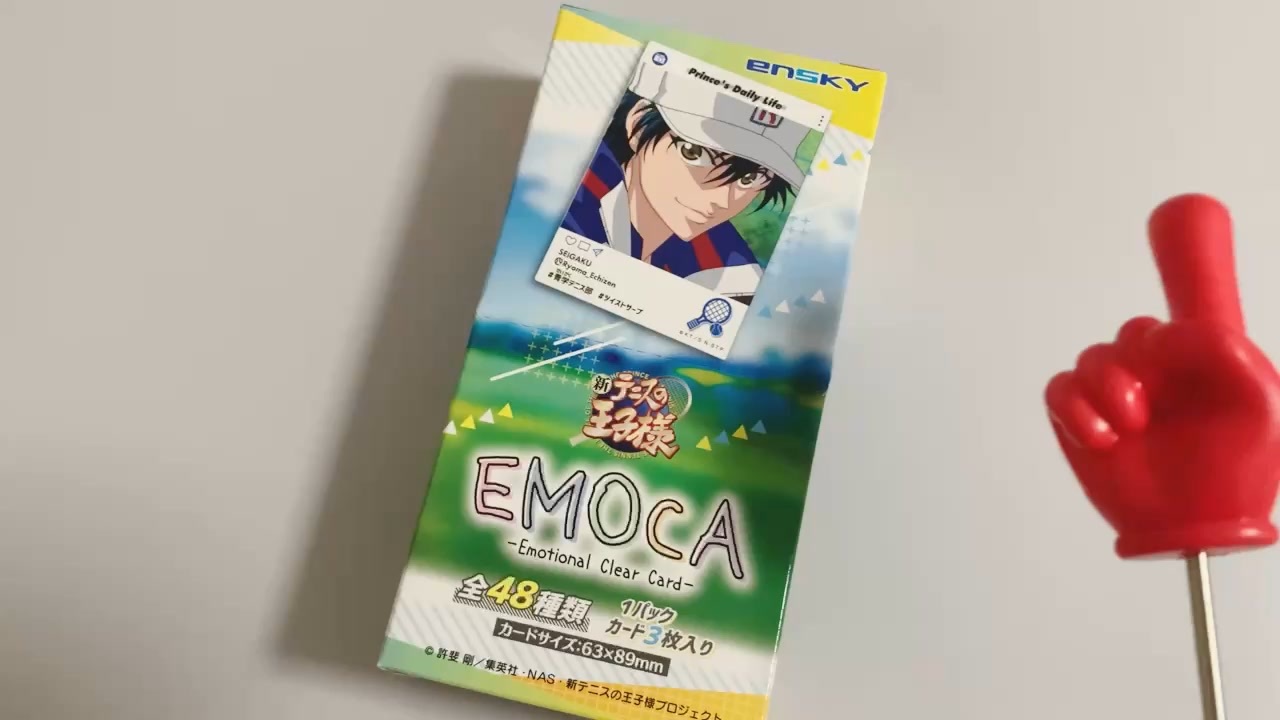 ensky
Prince's Daily Life
SEIGAKU
@Ryoma_Echizen
#青学テニス部 #ツイストサーブ
新テニスの
王子様
EMOCA
-Emotional Clear Card-
全48種類
1パック
カード3枚入り
カードサイズ:63×89mm
© 許斐 剛／集英社・NAS・新テニスの王子様プロジェクト